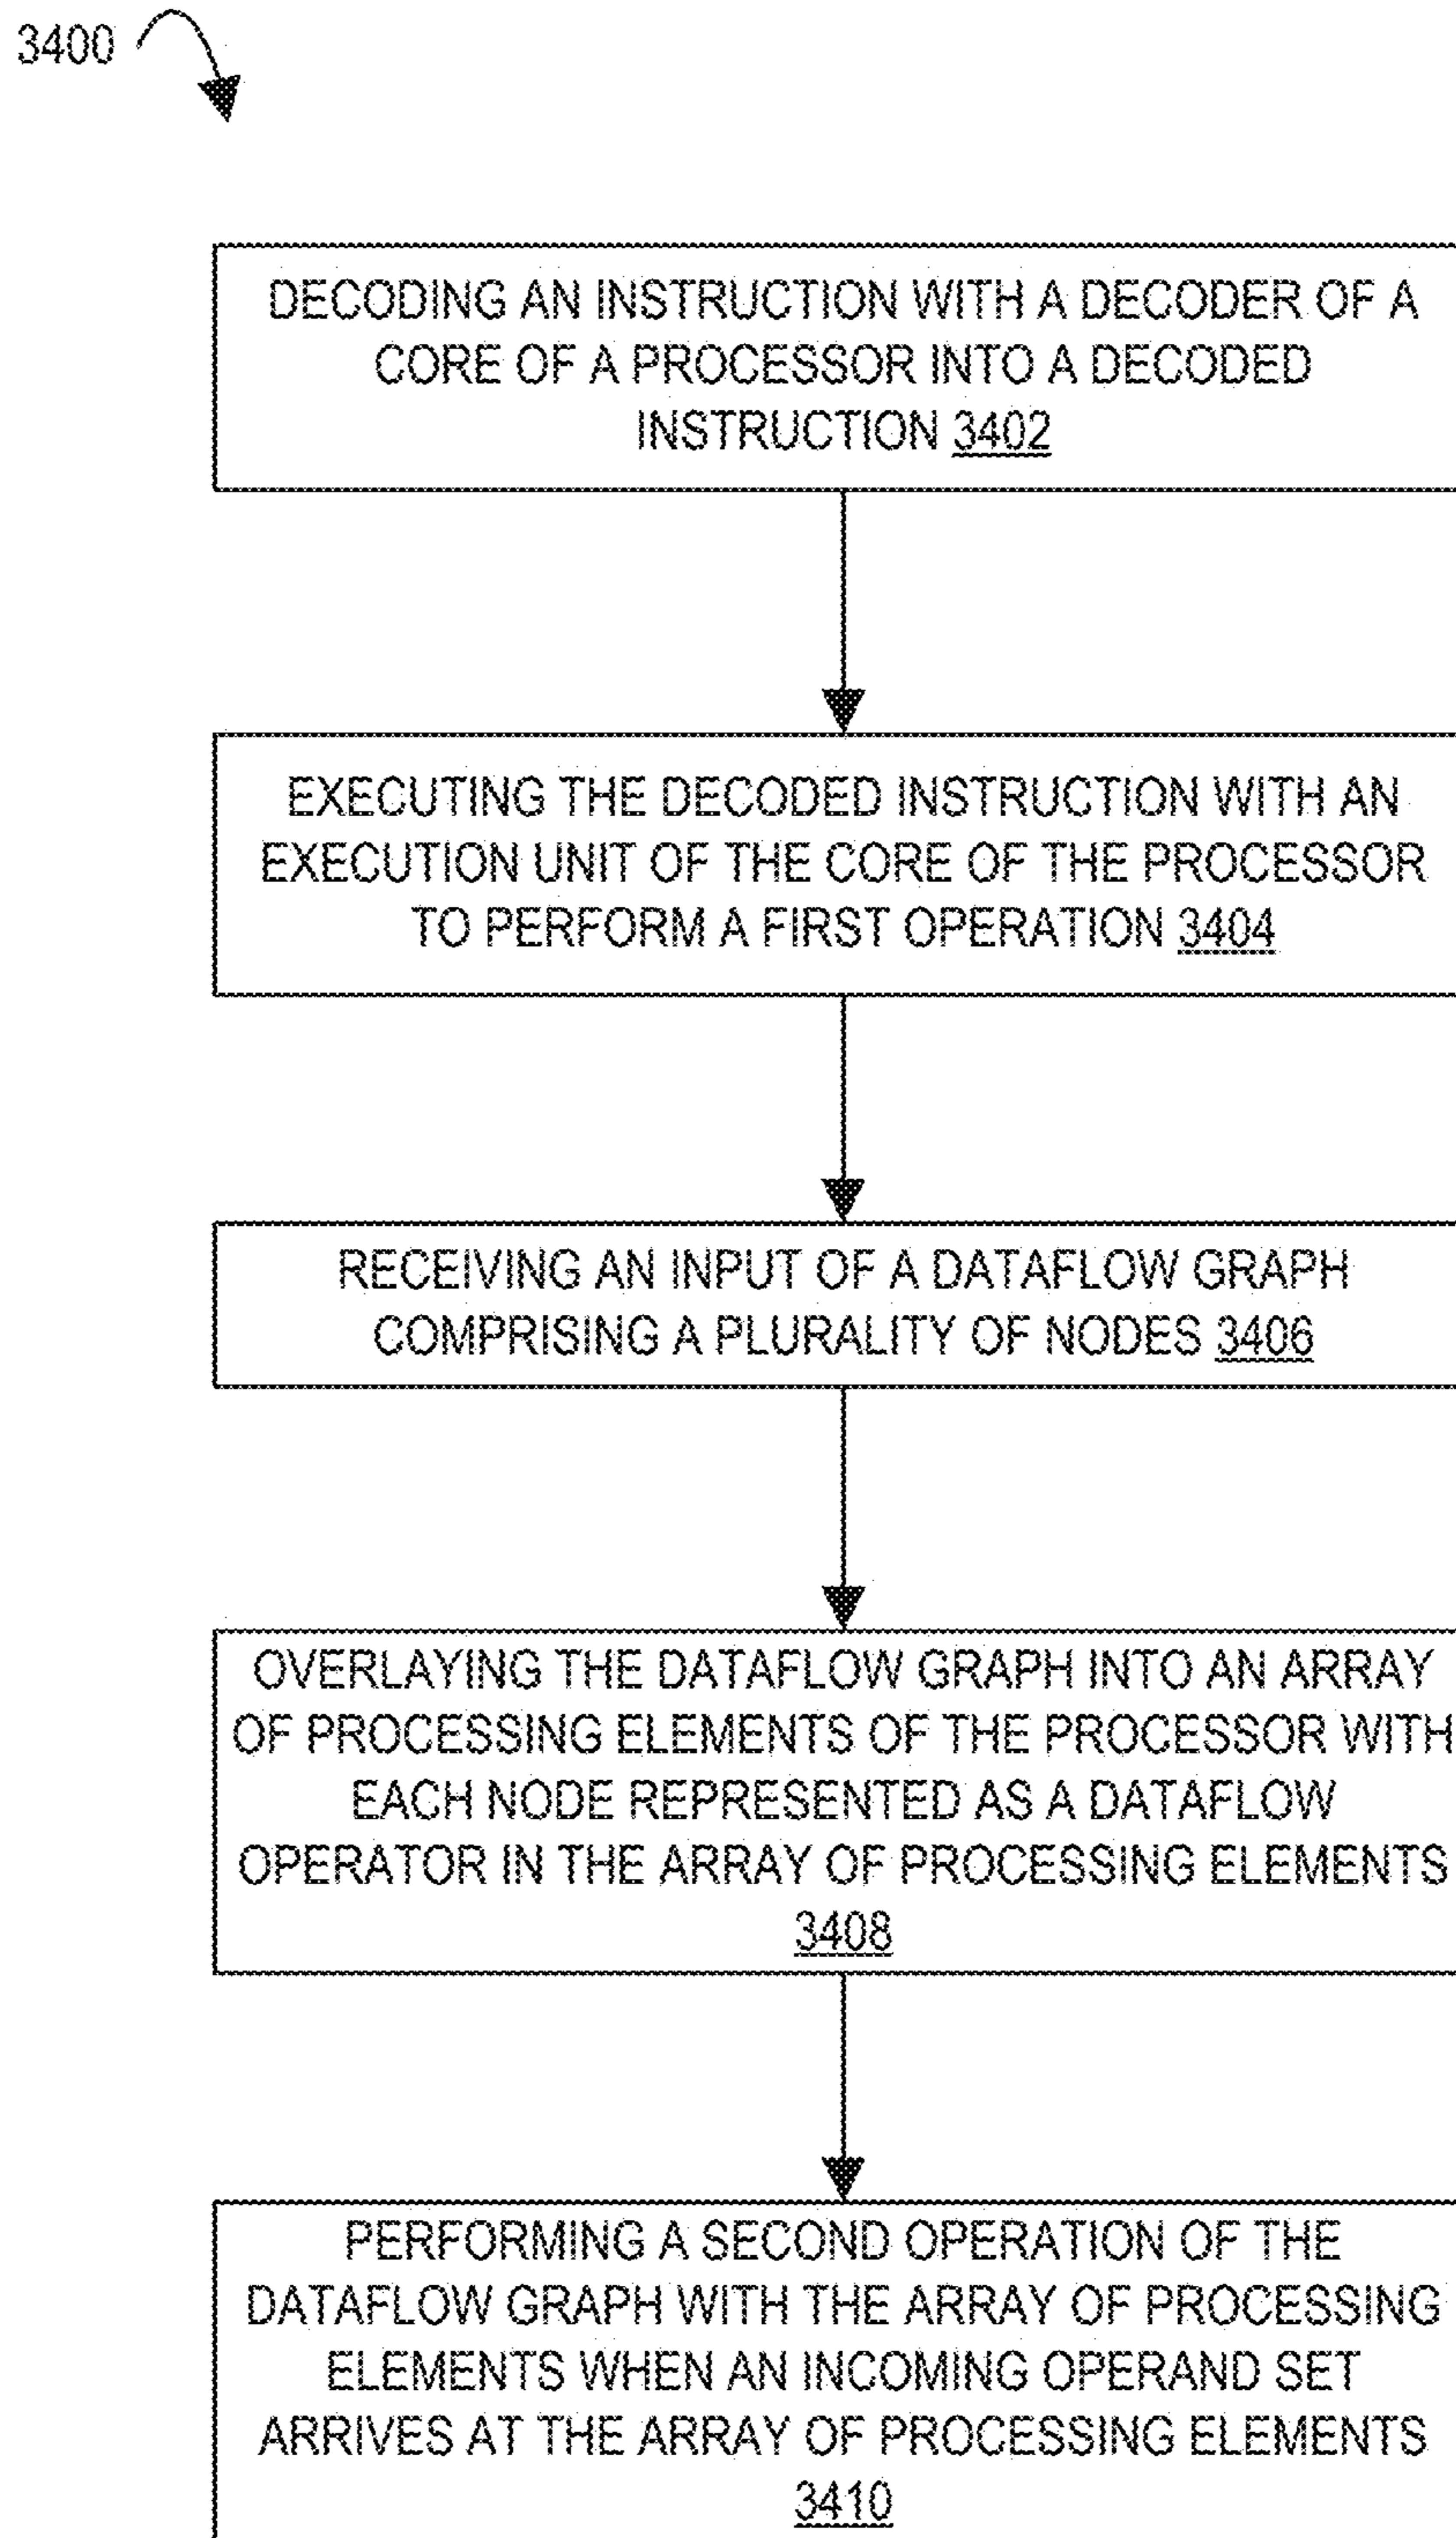 3400
DECODING AN INSTRUCTION WITH A DECODER OF A
CORE OF A PROCESSOR INTO A DECODED
INSTRUCTION 3402
EXECUTING THE DECODED INSTRUCTION WITH AN
EXECUTION UNIT OF THE CORE OF THE PROCESSOR
TO PERFORM A FIRST OPERATION 3404
RECEIVING AN INPUT OF A DATAFLOW GRAPH
COMPRISING A PLURALITY OF NODES 3406
OVERLAYING THE DATAFLOW GRAPH INTO AN ARRAY
OF PROCESSING ELEMENTS OF THE PROCESSOR WITH
EACH NODE REPRESENTED AS A DATAFLOW
OPERATOR IN THE ARRAY OF PROCESSING ELEMENTS
3408
PERFORMING A SECOND OPERATION OF THE
DATAFLOW GRAPH WITH THE ARRAY OF PROCESSING
ELEMENTS WHEN AN INCOMING OPERAND SET
ARRIVES AT THE ARRAY OF PROCESSING ELEMENTS
3410